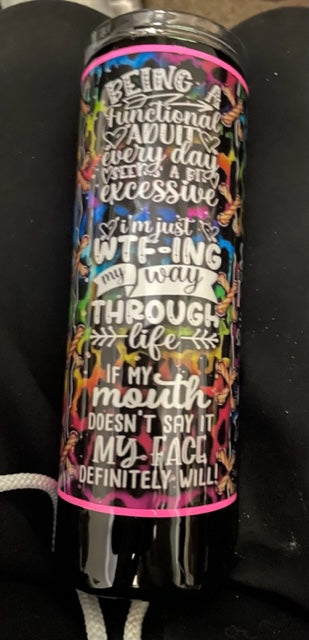 BEING A
functional
ADULT
every day
SEEMS A BIT
excessive
i'm just
WTF-ING
my way
THROUGH
life
IF MY
mouth
DOESN'T SAY IT
MY FACE
DEFINITELY WILL!